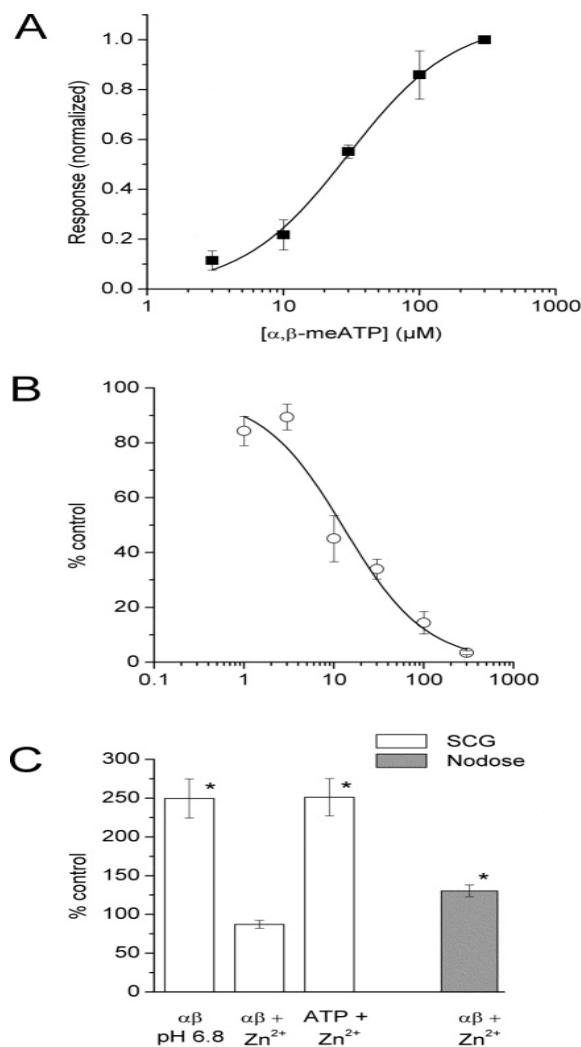 A
Response (normalized)
1.0
0.8
0.6
0.4
0.2
0.0
1
10
100
1000
[α,β-meATP] (µM)
B
% control
100
80
60
40
20
0
0.1
1
10
100
1000
C
SCG
Nodose
% control
300
250
200
150
100
50
0
*
*
*
αβ
pH 6.8
αβ +
Zn²⁺
ATP +
Zn²⁺
αβ +
Zn²⁺